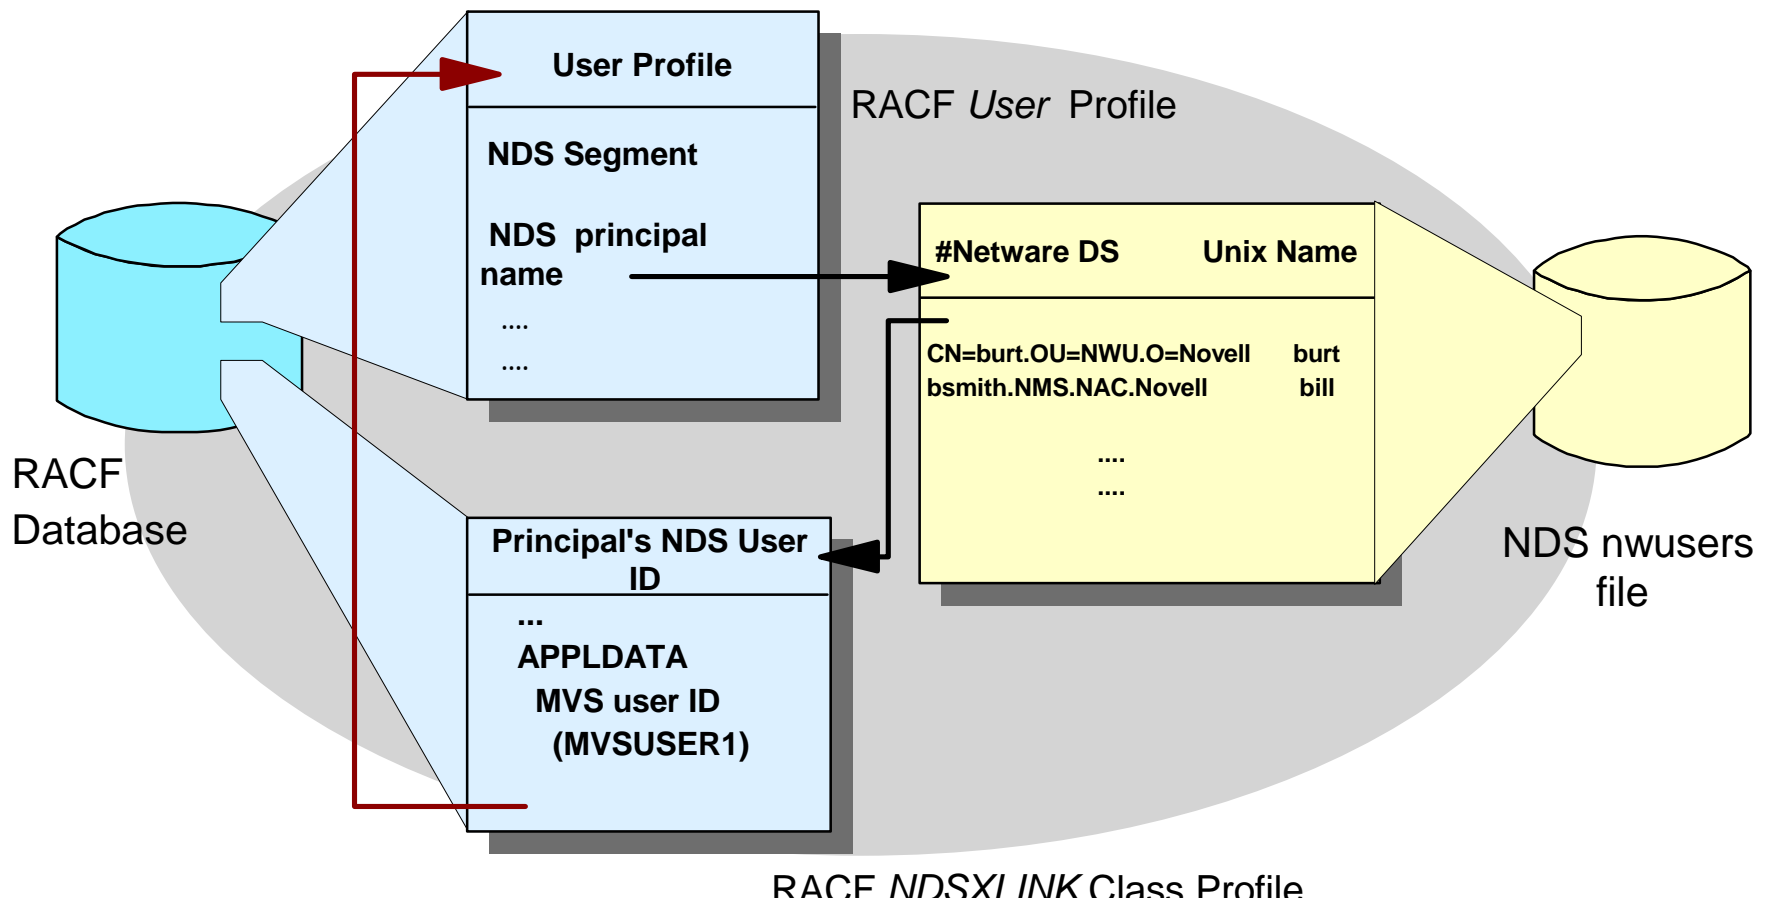 User Profile
NDS Segment
NDS principal
name
....
....
RACF User Profile
#Netware DS Unix Name
CN=burt.OU=NWU.O=Novell burt
bsmith.NMS.NAC.Novell bill
....
....
RACF
Database
NDS nwusers
file
Principal's NDS User
ID
...
APPLDATA
MVS user ID
(MVSUSER1)
RACF NDSXLINK Class Profile